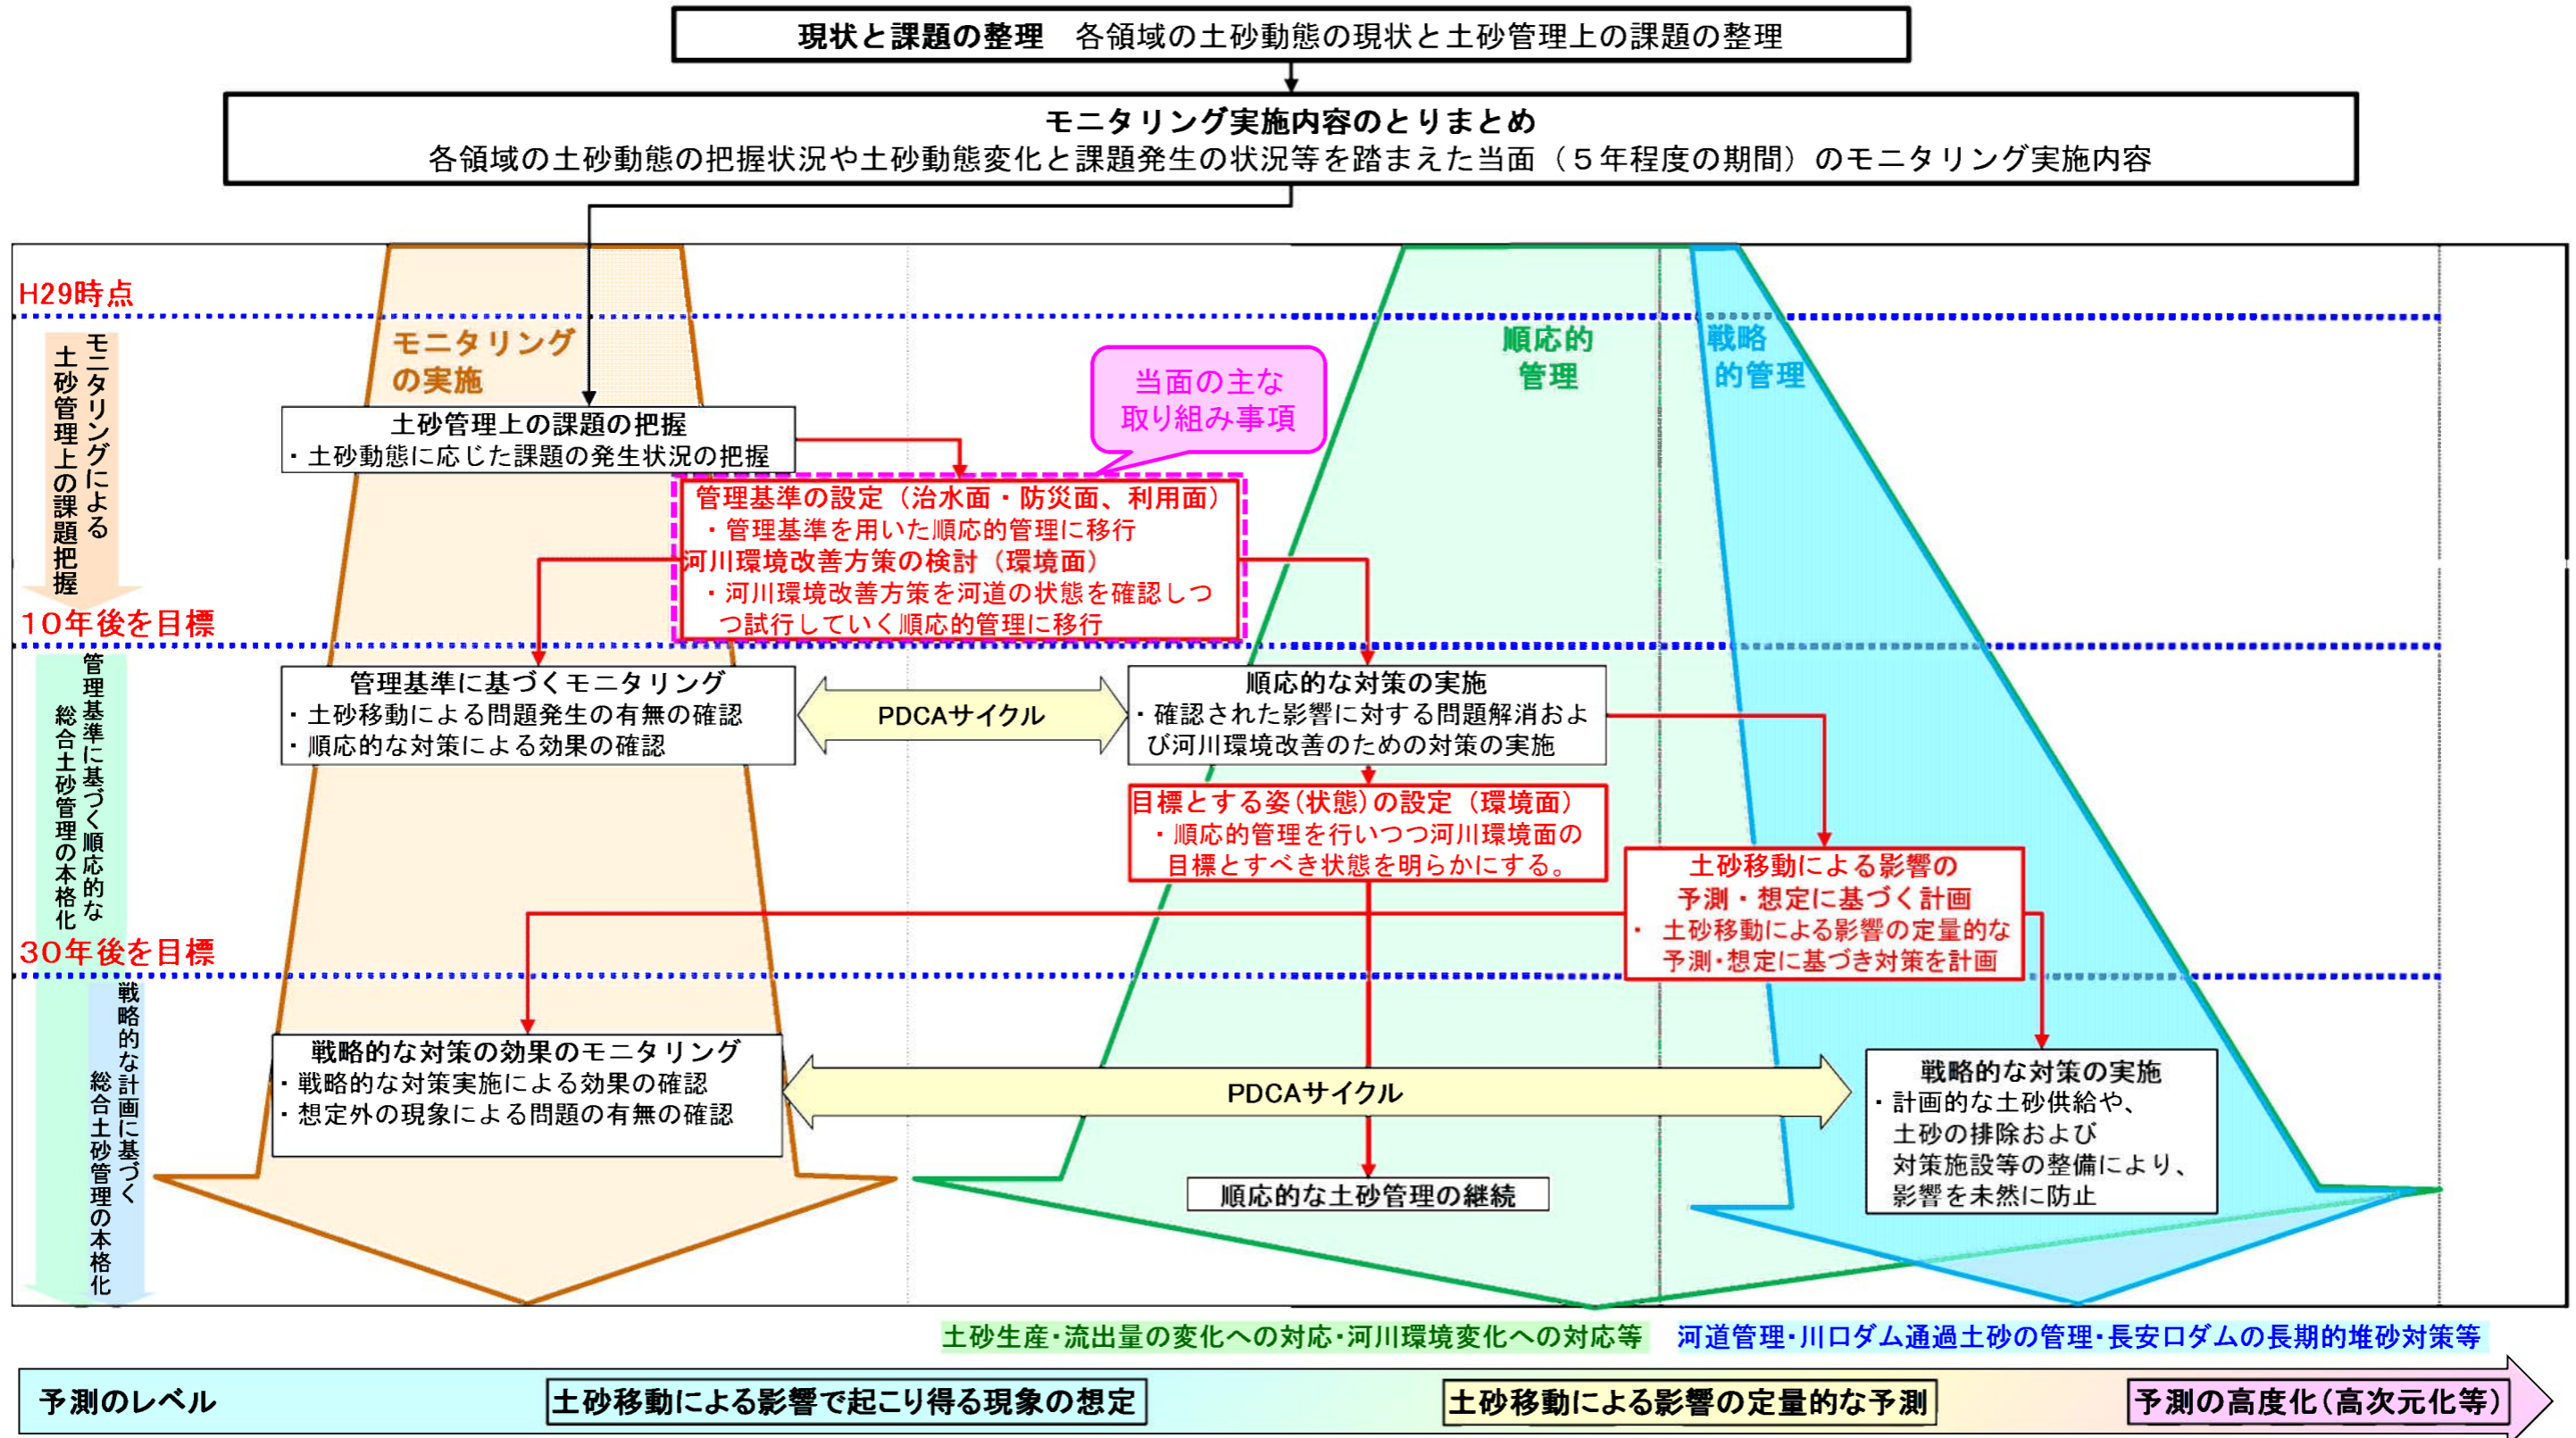 現状と課題の整理　各領域の土砂動態の現状と土砂管理上の課題の整理
モニタリング実施内容のとりまとめ
各領域の土砂動態の把握状況や土砂動態変化と課題発生の状況等を踏まえた当面（５年程度の期間）のモニタリング実施内容
H29時点
モニタリングによる
土砂管理上の課題把握
モニタリング
の実施
順応的
管理
戦略
的管理
当面の主な
取り組み事項
土砂管理上の課題の把握
・土砂動態に応じた課題の発生状況の把握
管理基準の設定（治水面・防災面、利用面）
・管理基準を用いた順応的管理に移行
河川環境改善方策の検討（環境面）
・河川環境改善方策を河道の状態を確認しつ
つ試行していく順応的管理に移行
10年後を目標
管理基準に基づく順応的な
総合土砂管理の本格化
管理基準に基づくモニタリング
・土砂移動による問題発生の有無の確認
・順応的な対策による効果の確認
PDCAサイクル
順応的な対策の実施
・確認された影響に対する問題解消およ
び河川環境改善のための対策の実施
目標とする姿(状態)の設定（環境面）
・順応的管理を行いつつ河川環境面の
目標とすべき状態を明らかにする。
土砂移動による影響の
予測・想定に基づく計画
・土砂移動による影響の定量的な
予測・想定に基づき対策を計画
30年後を目標
戦略的な計画に基づく
総合土砂管理の本格化
戦略的な対策の効果のモニタリング
・戦略的な対策実施による効果の確認
・想定外の現象による問題の有無の確認
PDCAサイクル
戦略的な対策の実施
・計画的な土砂供給や、
土砂の排除および
対策施設等の整備により、
影響を未然に防止
順応的な土砂管理の継続
土砂生産・流出量の変化への対応・河川環境変化への対応等
河道管理・川口ダム通過土砂の管理・長安口ダムの長期的堆砂対策等
予測のレベル
土砂移動による影響で起こり得る現象の想定
土砂移動による影響の定量的な予測
予測の高度化(高次元化等)